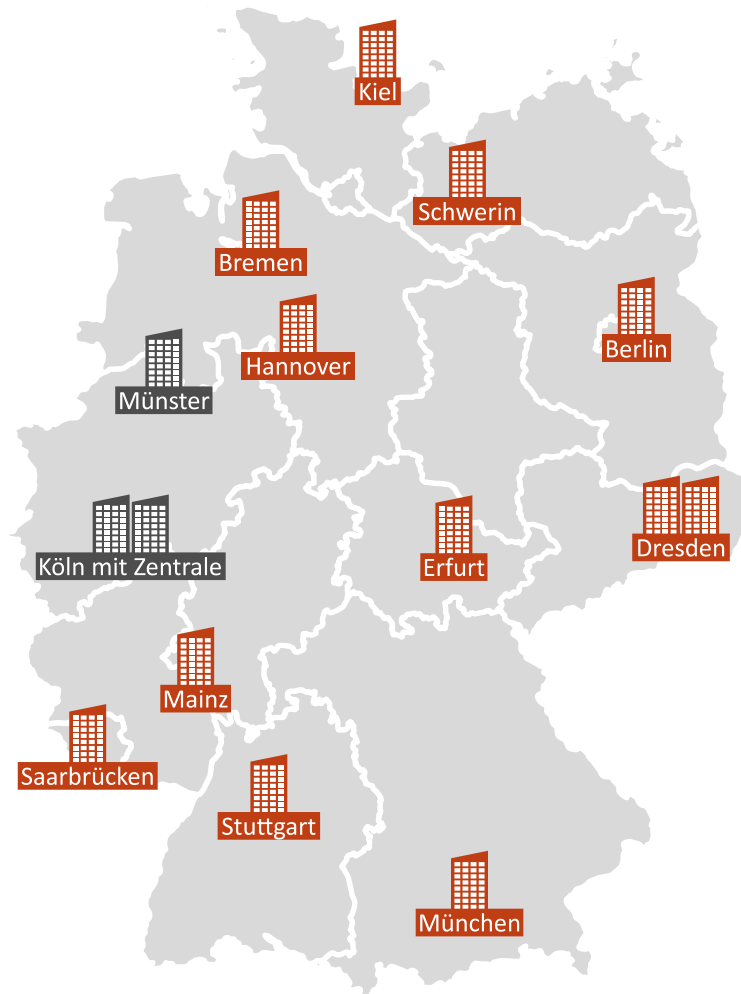 Kiel
Schwerin
Bremen
Berlin
Hannover
Münster
Dresden
Köln mit Zentrale
Erfurt
Mainz
Saarbrücken
Stuttgart
München